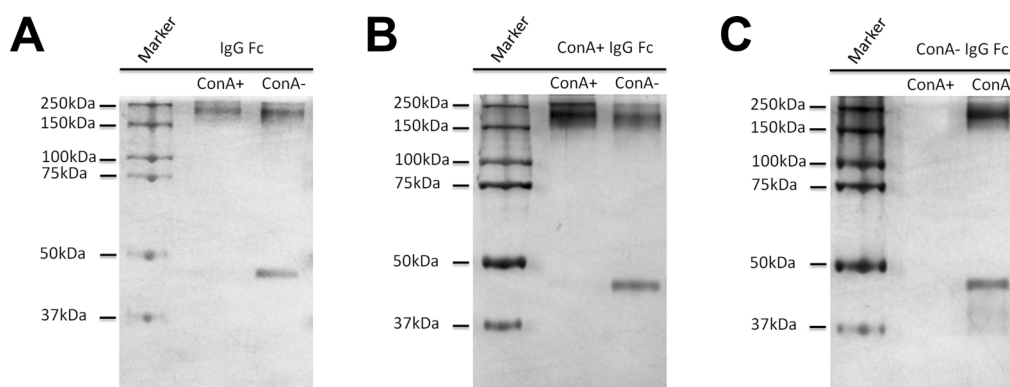 A
Marker
IgG Fc
ConA+ ConA-
250kDa
150kDa
100kDa
75kDa
50kDa
37kDa
B
Marker
ConA+ IgG Fc
ConA+ ConA-
250kDa
150kDa
100kDa
75kDa
50kDa
37kDa
C
Marker
ConA- IgG Fc
ConA+ ConA
250kDa
150kDa
100kDa
75kDa
50kDa
37kDa